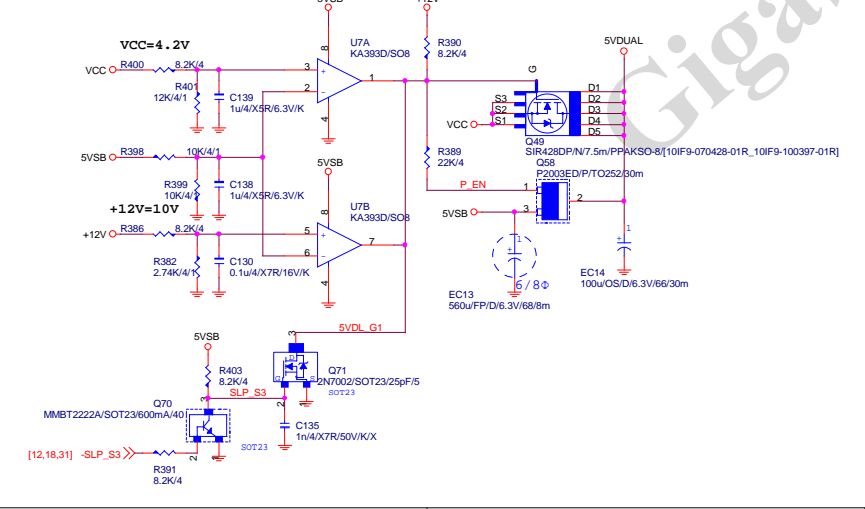 5VSB
+12V
U7A
KA393D/SO8
R390
8.2K/4
5VDUAL
VCC=4.2V
VCC
R400
8.2K/4
3
+
2
−
8
4
1
R401
12K/4/1
C139
1u/4/X5R/6.3V/K
G
S3
S2
S1
D1
D2
D3
D4
D5
VCC
Q49
SIR428DP/N/7.5m/PPAKSO-8/[10IF9-070428-01R_10IF9-100397-01R]
5VSB
R398
10K/4/1
R389
22K/4
Q58
P2003ED/P/TO252/30m
5VSB
R399
10K/4/1
C138
1u/4/X5R/6.3V/K
P_EN
1
2
3
5VSB
+12V=10V
U7B
KA393D/SO8
+12V
R386
8.2K/4
5
+
6
−
8
4
7
R382
2.74K/4/1
C130
0.1u/4/X7R/16V/K
1
+
6/8Φ
EC13
560u/FP/D/6.3V/68/8m
1
+
EC14
100u/OS/D/6.3V/66/30m
5VDL_G1
5VSB
3
D
G
S
Q71
2N7002/SOT23/25pF/5
SOT23
R403
8.2K/4
SLP_S3
2
1
Q70
MMBT2222A/SOT23/600mA/40
3
C135
1n/4/X7R/50V/K/X
SOT23
[12,18,31] -SLP_S3
2
1
R391
8.2K/4
Giga